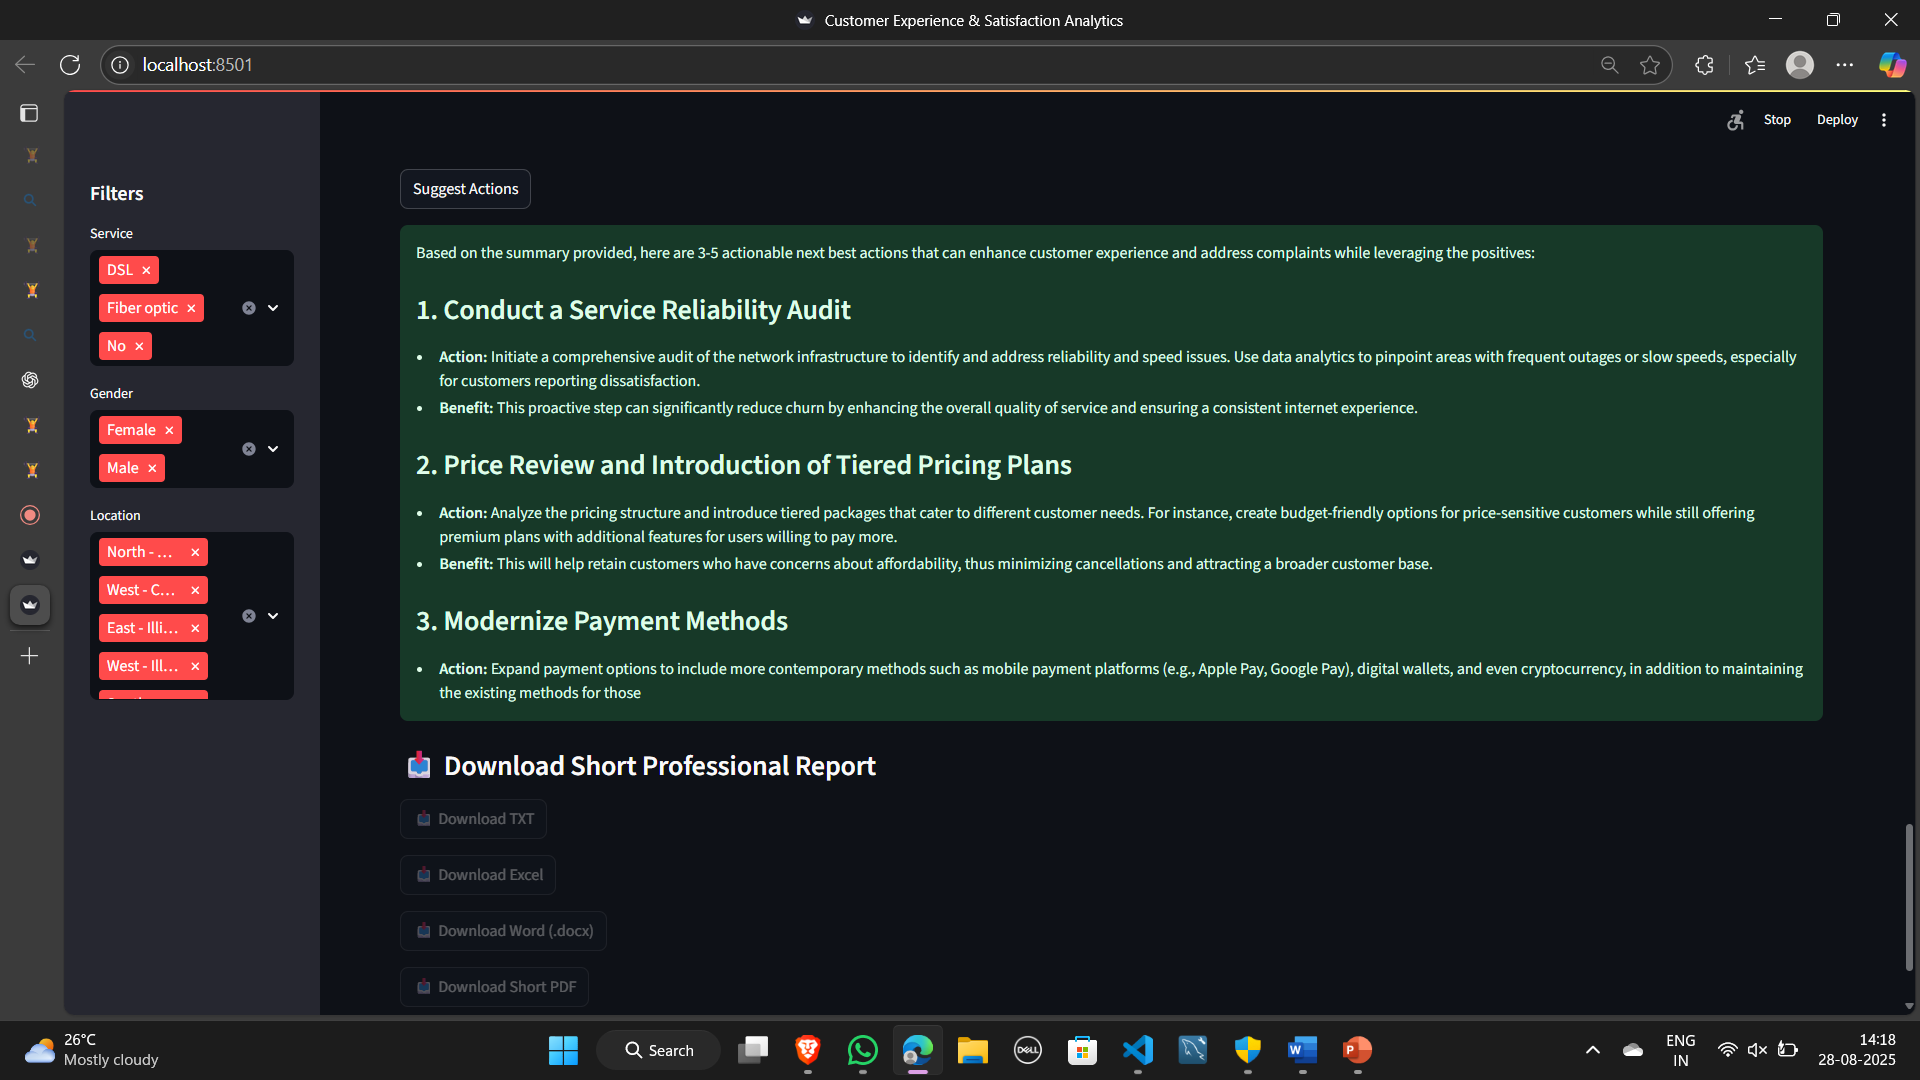 Customer Experience & Satisfaction Analytics
localhost:8501
Stop
Deploy
Filters
Service
DSL
Fiber optic
No
Gender
Female
Male
Location
North - ...
West - C...
East - Illi...
West - Ill...
Suggest Actions
Based on the summary provided, here are 3-5 actionable next best actions that can enhance customer experience and address complaints while leveraging the positives:
1. Conduct a Service Reliability Audit
• Action: Initiate a comprehensive audit of the network infrastructure to identify and address reliability and speed issues. Use data analytics to pinpoint areas with frequent outages or slow speeds, especially
for customers reporting dissatisfaction.
• Benefit: This proactive step can significantly reduce churn by enhancing the overall quality of service and ensuring a consistent internet experience.
2. Price Review and Introduction of Tiered Pricing Plans
• Action: Analyze the pricing structure and introduce tiered packages that cater to different customer needs. For instance, create budget-friendly options for price-sensitive customers while still offering
premium plans with additional features for users willing to pay more.
• Benefit: This will help retain customers who have concerns about affordability, thus minimizing cancellations and attracting a broader customer base.
3. Modernize Payment Methods
• Action: Expand payment options to include more contemporary methods such as mobile payment platforms (e.g., Apple Pay, Google Pay), digital wallets, and even cryptocurrency, in addition to maintaining
the existing methods for those
Download Short Professional Report
Download TXT
Download Excel
Download Word (.docx)
Download Short PDF
26°C
Mostly cloudy
Search
DELL
W
P
ENG
IN
14:18
28-08-2025